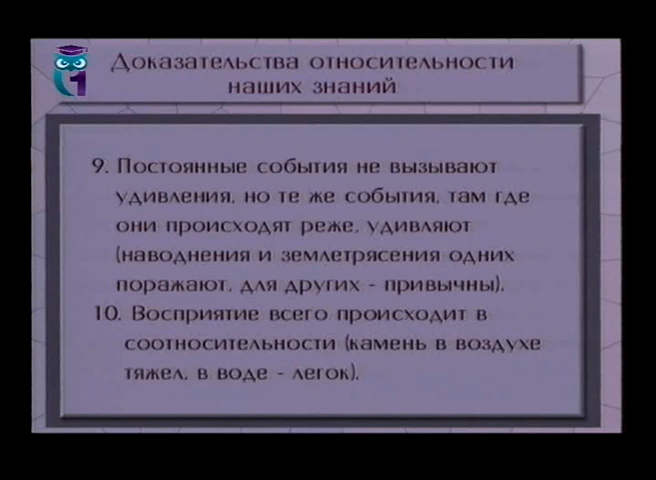 Доказательства относительности
наших знаний
1
9. Постоянные события не вызывают
удивления, но те же события, там где
они происходят реже, удивляют
(наводнения и землетрясения одних
поражают, для других - привычны).
10. Восприятие всего происходит в
соотносительности (камень в воздухе
тяжел, в воде - легок).